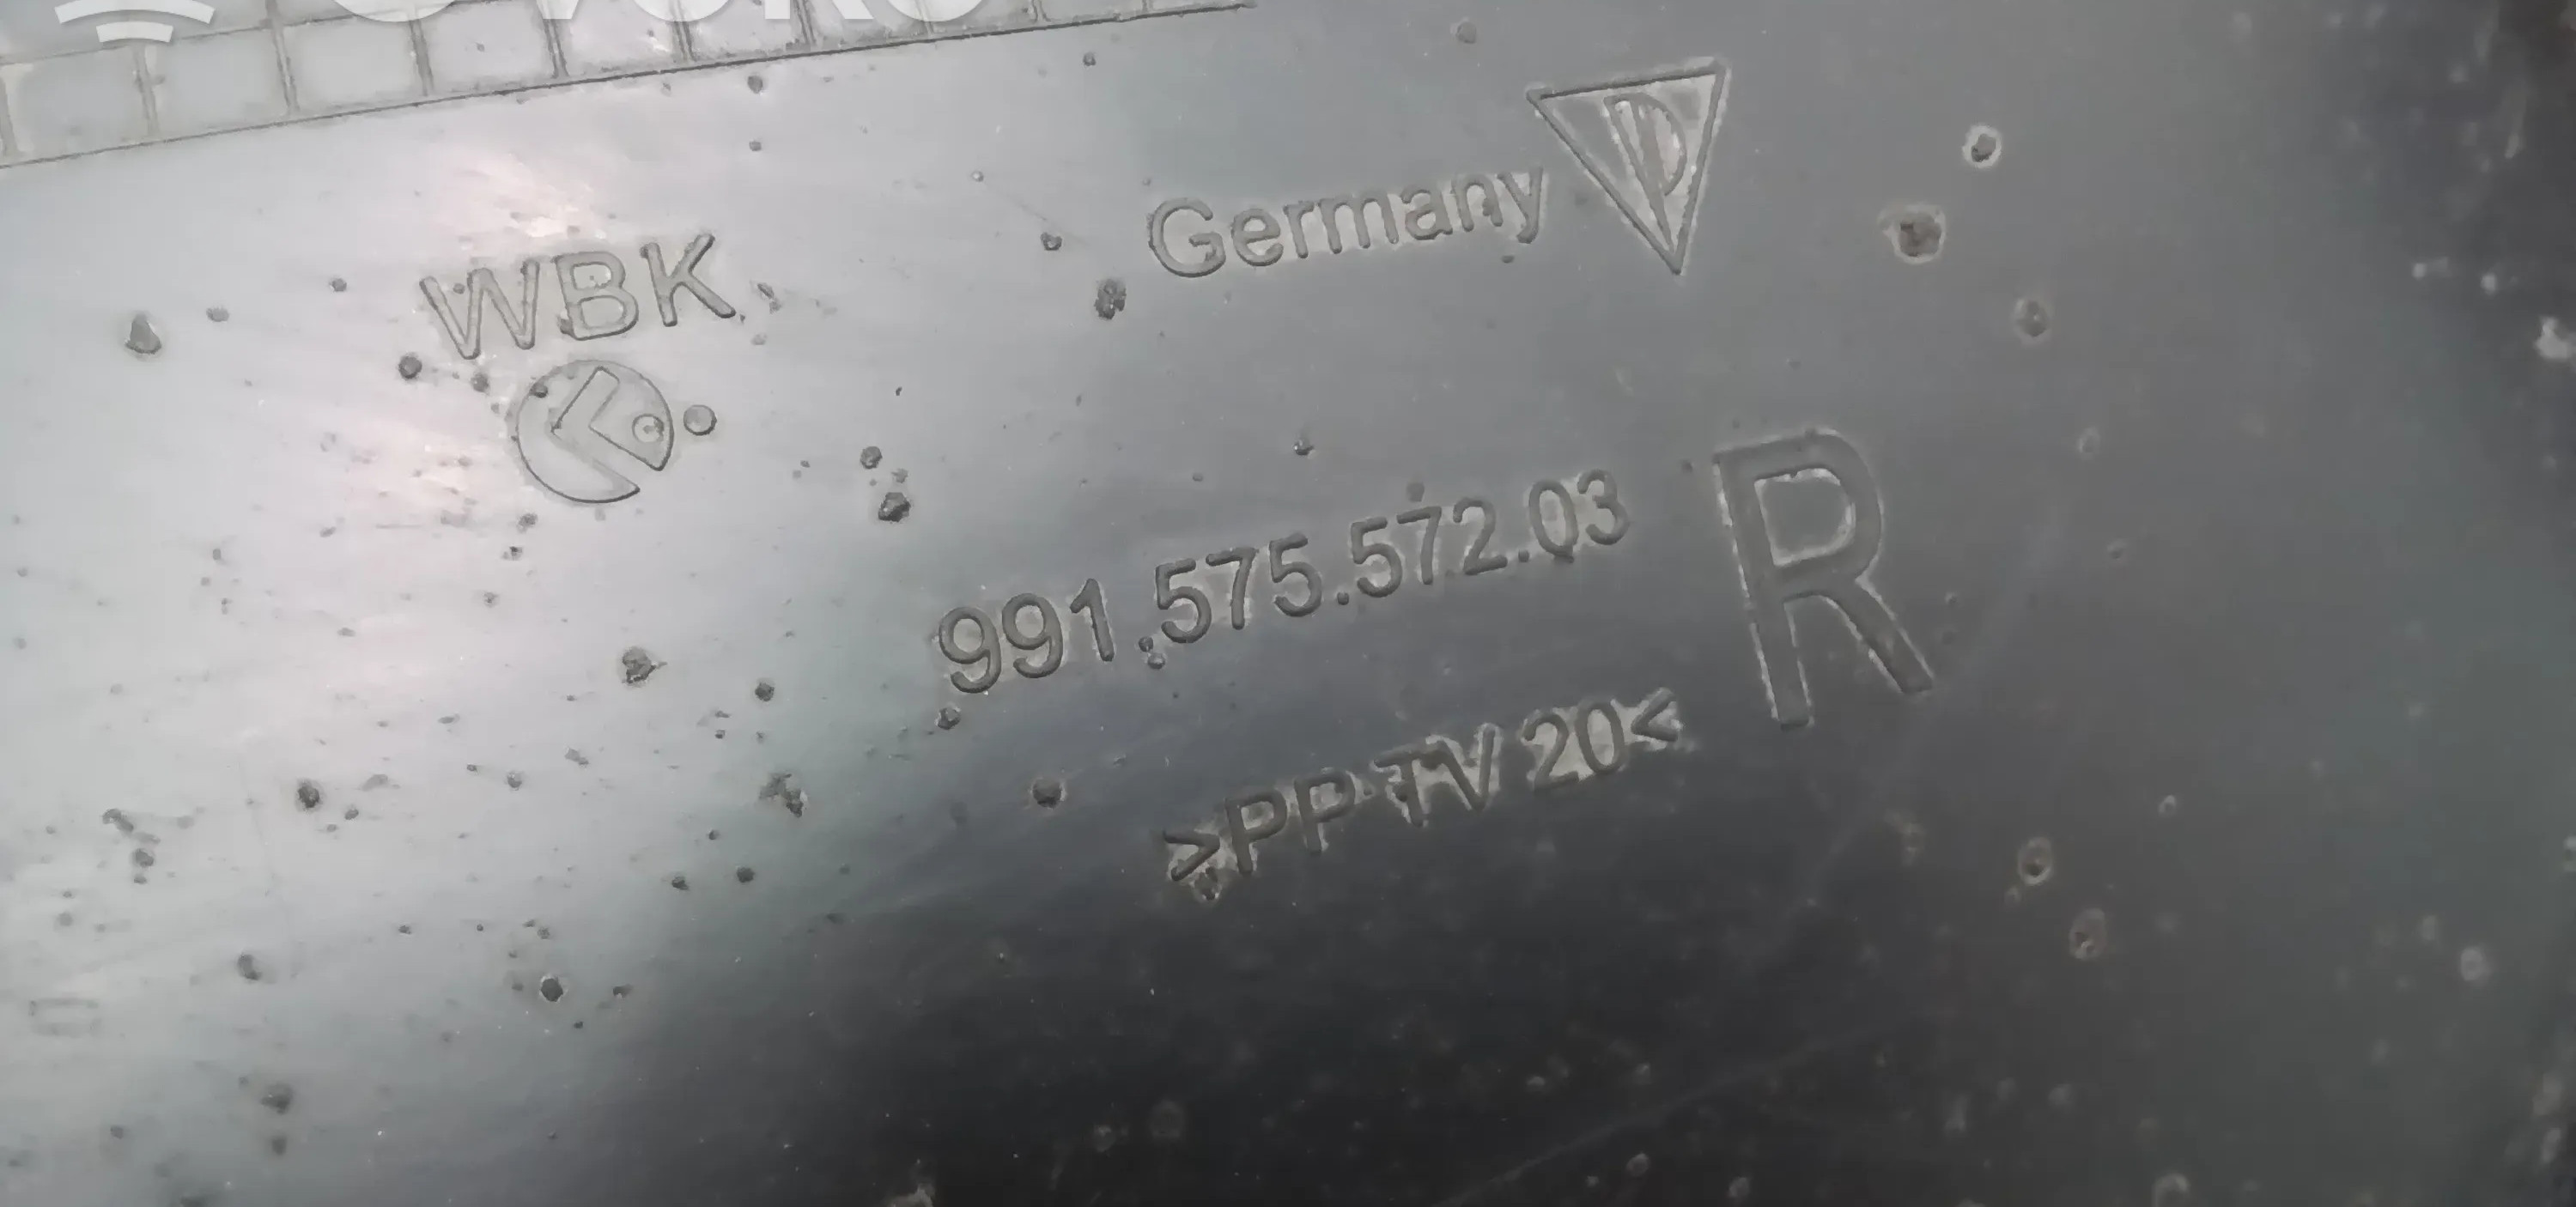 Germany
WBK
991.575.572.03
R
>PP TV 20<